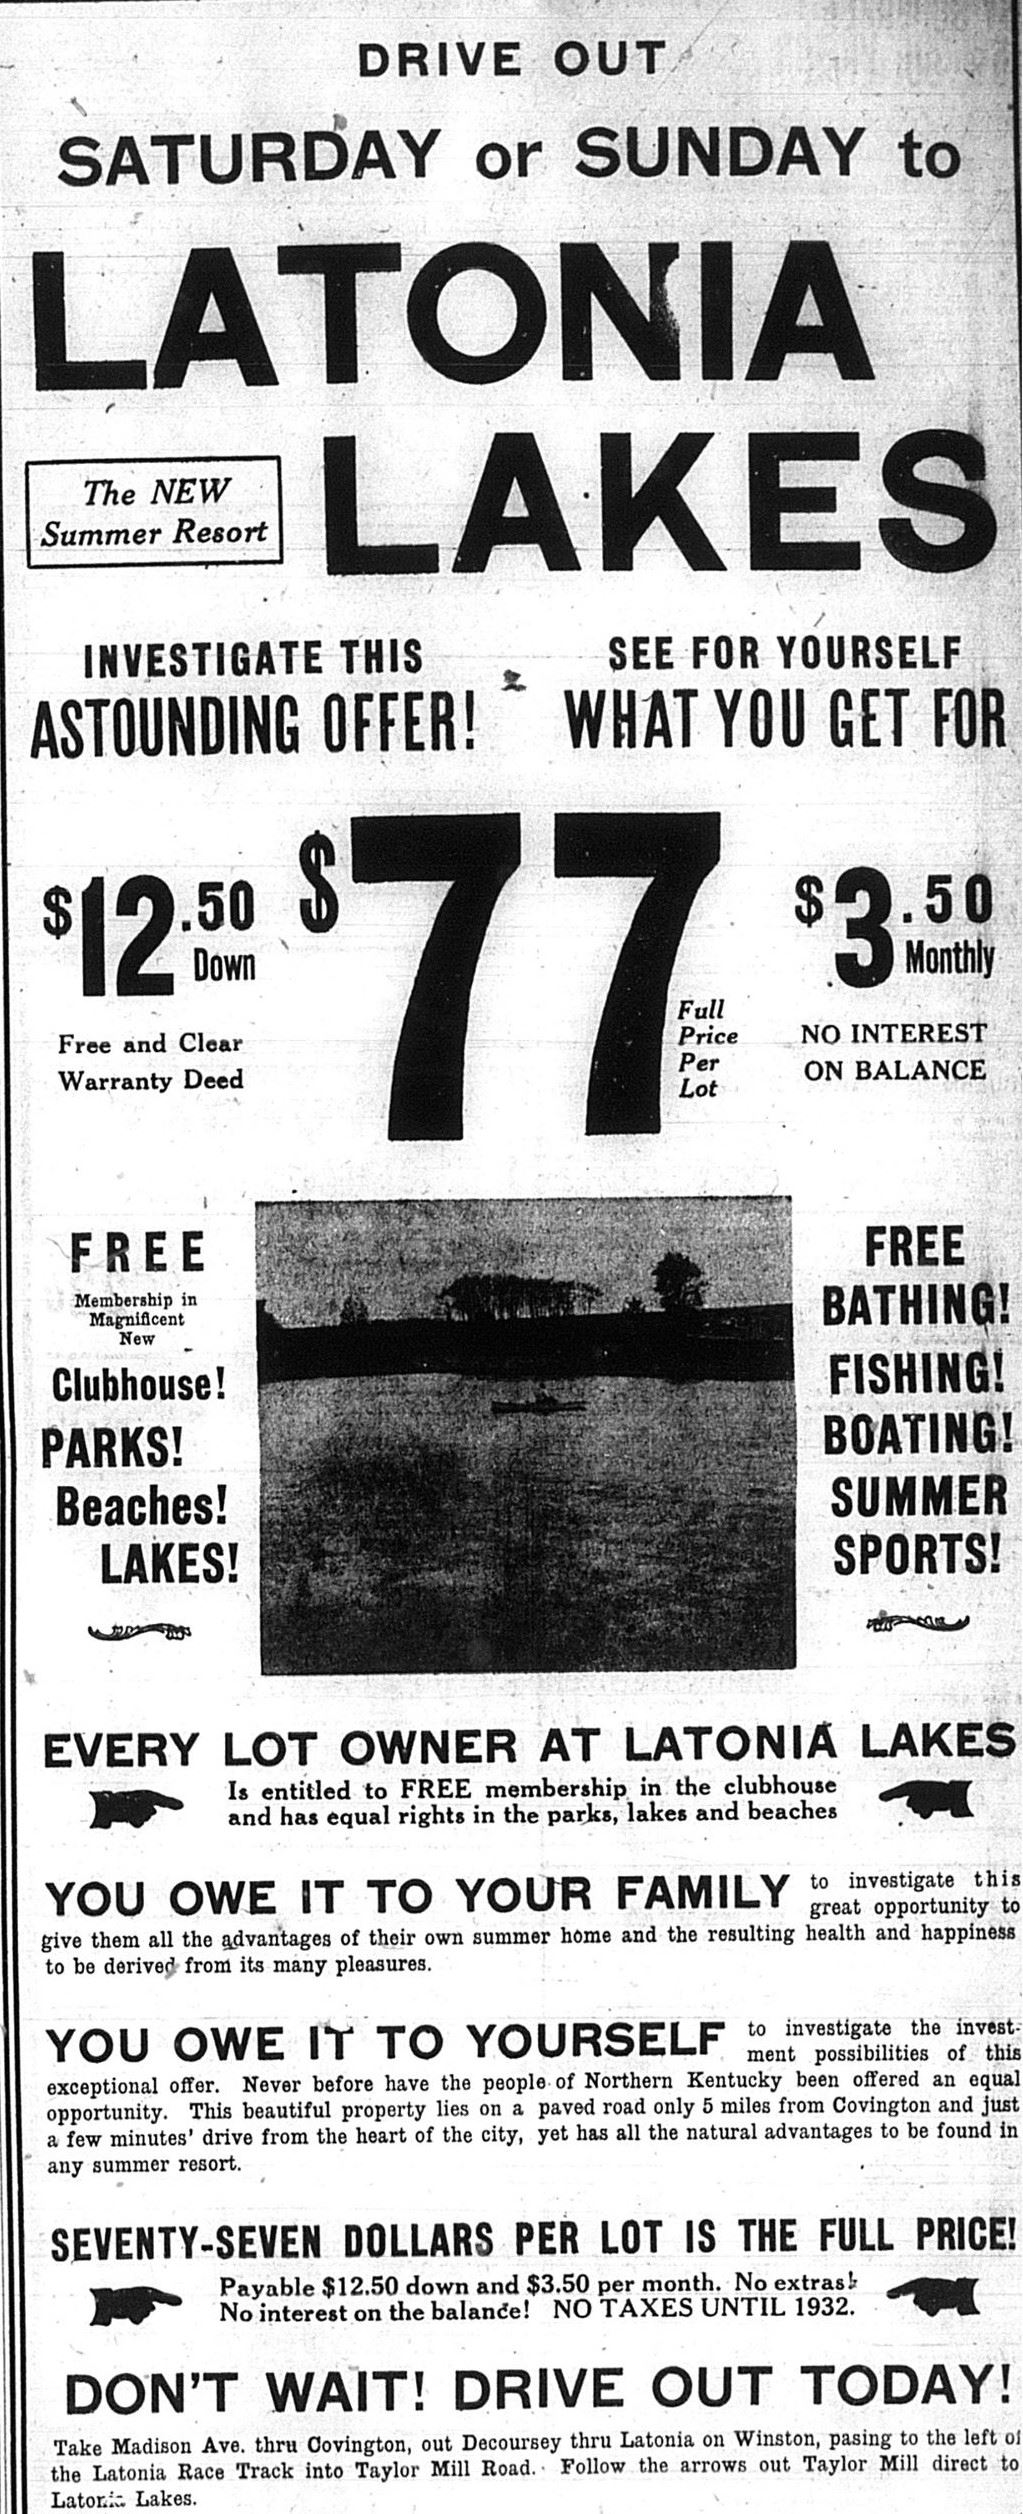 DRIVE OUT
SATURDAY or SUNDAY to
LATONIA
LAKES
The NEW
Summer Resort
INVESTIGATE THIS
ASTOUNDING OFFER!
SEE FOR YOURSELF
WHAT YOU GET FOR
$12.50
Down
Free and Clear
Warranty Deed
$77
Full
Price
Per
Lot
$3.50
Monthly
NO INTEREST
ON BALANCE
FREE
Membership in
Magnificent
New
Clubhouse!
PARKS!
Beaches!
LAKES!
FREE
BATHING!
FISHING!
BOATING!
SUMMER
SPORTS!
EVERY LOT OWNER AT LATONIA LAKES
Is entitled to FREE membership in the clubhouse
and has equal rights in the parks, lakes and beaches
YOU OWE IT TO YOUR FAMILY to investigate this
great opportunity to
give them all the advantages of their own summer home and the resulting health and happiness
to be derived from its many pleasures.
YOU OWE IT TO YOURSELF to investigate the invest-
ment possibilities of this
exceptional offer. Never before have the people of Northern Kentucky been offered an equal
opportunity. This beautiful property lies on a paved road only 5 miles from Covington and just
a few minutes' drive from the heart of the city, yet has all the natural advantages to be found in
any summer resort.
SEVENTY-SEVEN DOLLARS PER LOT IS THE FULL PRICE!
Payable $12.50 down and $3.50 per month. No extras!
No interest on the balance! NO TAXES UNTIL 1932.
DON'T WAIT! DRIVE OUT TODAY!
Take Madison Ave. thru Covington, out Decoursey thru Latonia on Winston, pasing to the left of
the Latonia Race Track into Taylor Mill Road. Follow the arrows out Taylor Mill direct to
Latonia Lakes.